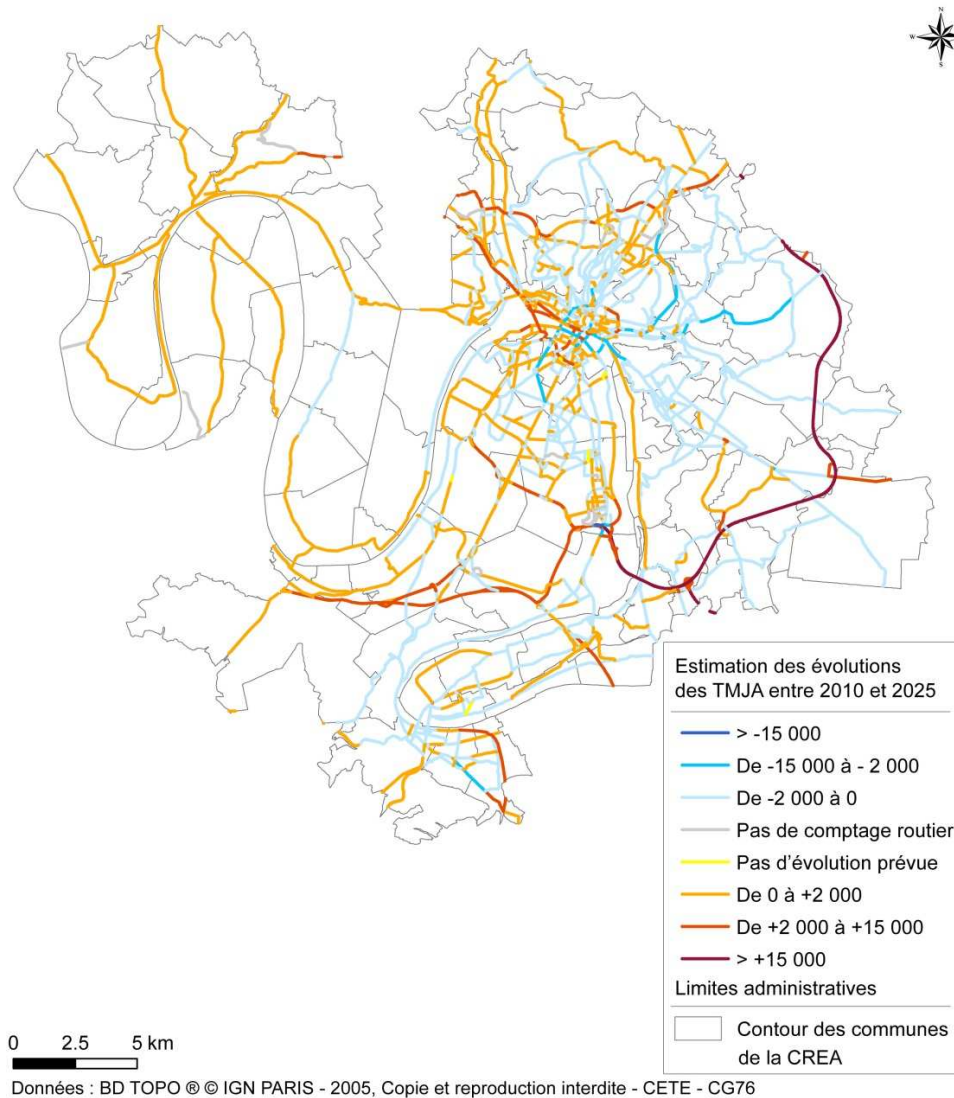 N
W E
S
Estimation des évolutions
des TMJA entre 2010 et 2025
> -15 000
De -15 000 à - 2 000
De -2 000 à 0
Pas de comptage routier
Pas d'évolution prévue
De 0 à +2 000
De +2 000 à +15 000
> +15 000
Limites administratives
Contour des communes
de la CREA
0 2.5 5 km
Données : BD TOPO ® © IGN PARIS - 2005, Copie et reproduction interdite - CETE - CG76